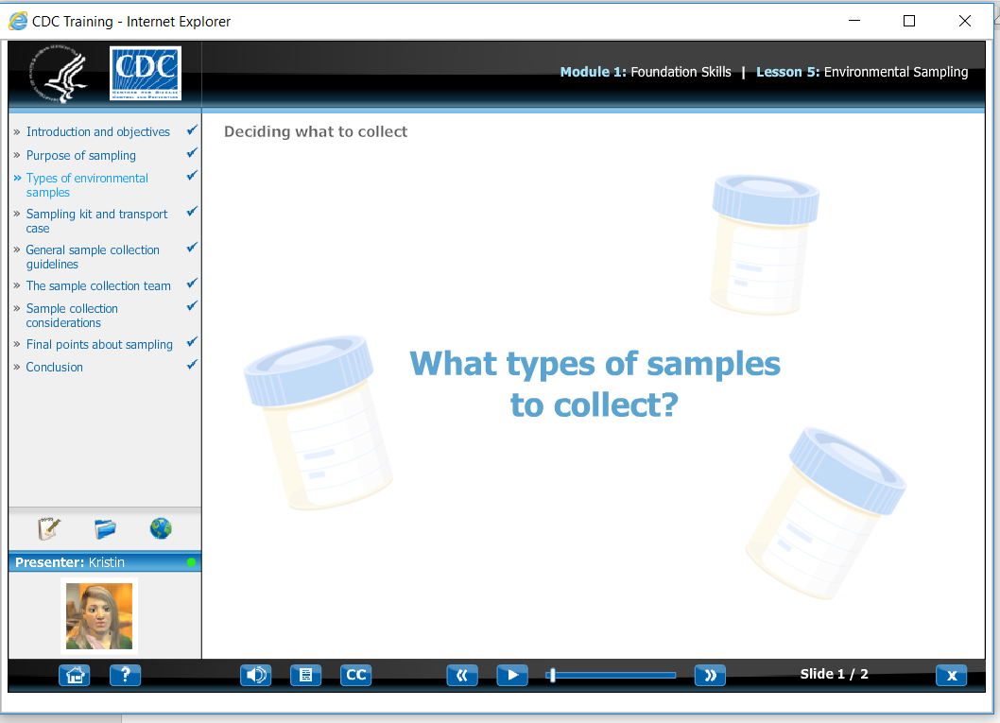 CDC Training - Internet Explorer
CDC
Module 1: Foundation Skills | Lesson 5: Environmental Sampling
» Introduction and objectives
» Purpose of sampling
» Types of environmental
samples
» Sampling kit and transport
case
» General sample collection
guidelines
» The sample collection team
» Sample collection
considerations
» Final points about sampling
» Conclusion
Presenter: Kristin
Deciding what to collect
What types of samples
to collect?
?
CC
Slide 1 / 2
x